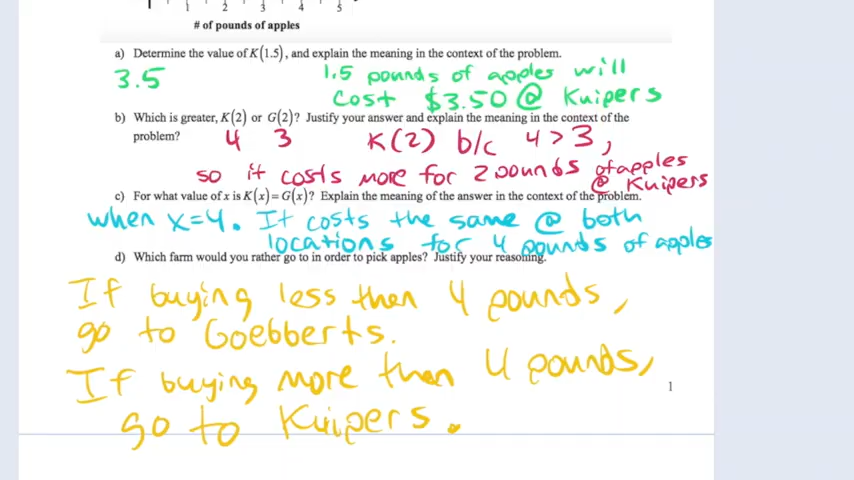 1 2 3 4 5
# of pounds of apples
a) Determine the value of K(1.5), and explain the meaning in the context of the problem.
3.5 1.5 pounds of apples will
cost $3.50 @ Kuipers
b) Which is greater, K(2) or G(2)? Justify your answer and explain the meaning in the context of the
problem? 4 3 K(2) b/c 4 > 3,
so it costs more for 2 pounds of apples
@ Kuipers
c) For what value of x is K(x) = G(x)? Explain the meaning of the answer in the context of the problem.
when x=4. It costs the same @ both
locations for 4 pounds of apples
d) Which farm would you rather go to in order to pick apples? Justify your reasoning.
If buying less then 4 pounds,
go to Goebberts.
If buying more then 4 pounds,
1
go to Kuipers.